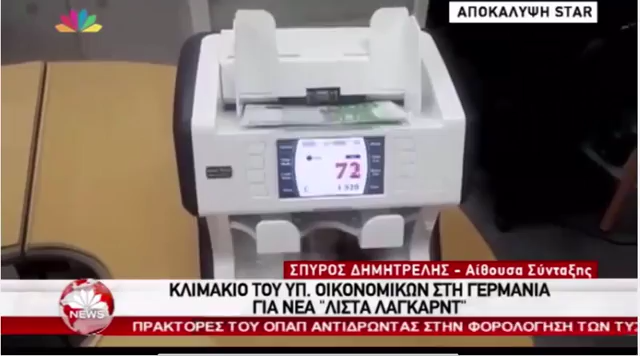 ΑΠΟΚΑΛΥΨΗ STAR
72
ΣΠΥΡΟΣ ΔΗΜΗΤΡΕΛΗΣ – Αίθουσα Σύνταξης
ΚΛΙΜΑΚΙΟ ΤΟΥ ΥΠ. ΟΙΚΟΝΟΜΙΚΩΝ ΣΤΗ ΓΕΡΜΑΝΙΑ
ΓΙΑ ΝΕΑ "ΛΙΣΤΑ ΛΑΓΚΑΡΝΤ"
NEWS
ΠΡΑΚΤΟΡΕΣ ΤΟΥ ΟΠΑΠ ΑΝΤΙΔΡΩΝΤΑΣ ΣΤΗΝ ΦΟΡΟΛΟΓΗΣΗ ΤΩΝ ΤΥΣ